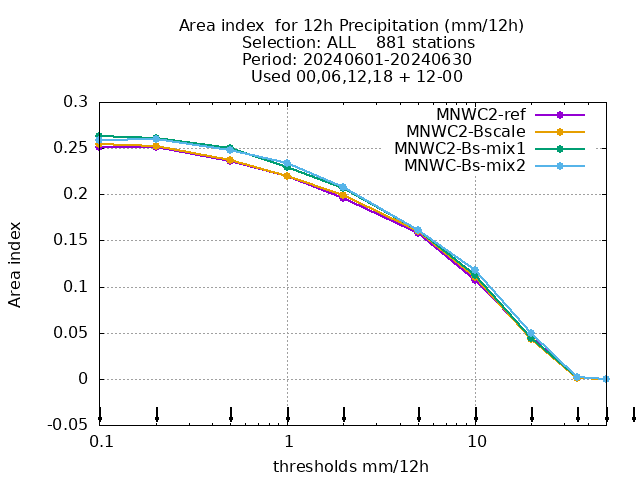 Area index  for 12h Precipitation (mm/12h)
Selection: ALL    881 stations
Period: 20240601-20240630
Used 00,06,12,18 + 12-00
0.3
0.25
0.2
0.15
0.1
0.05
0
-0.05
Area index
MNWC2-ref
MNWC2-Bscale
MNWC2-Bs-mix1
MNWC-Bs-mix2
0.1 1 10
thresholds mm/12h